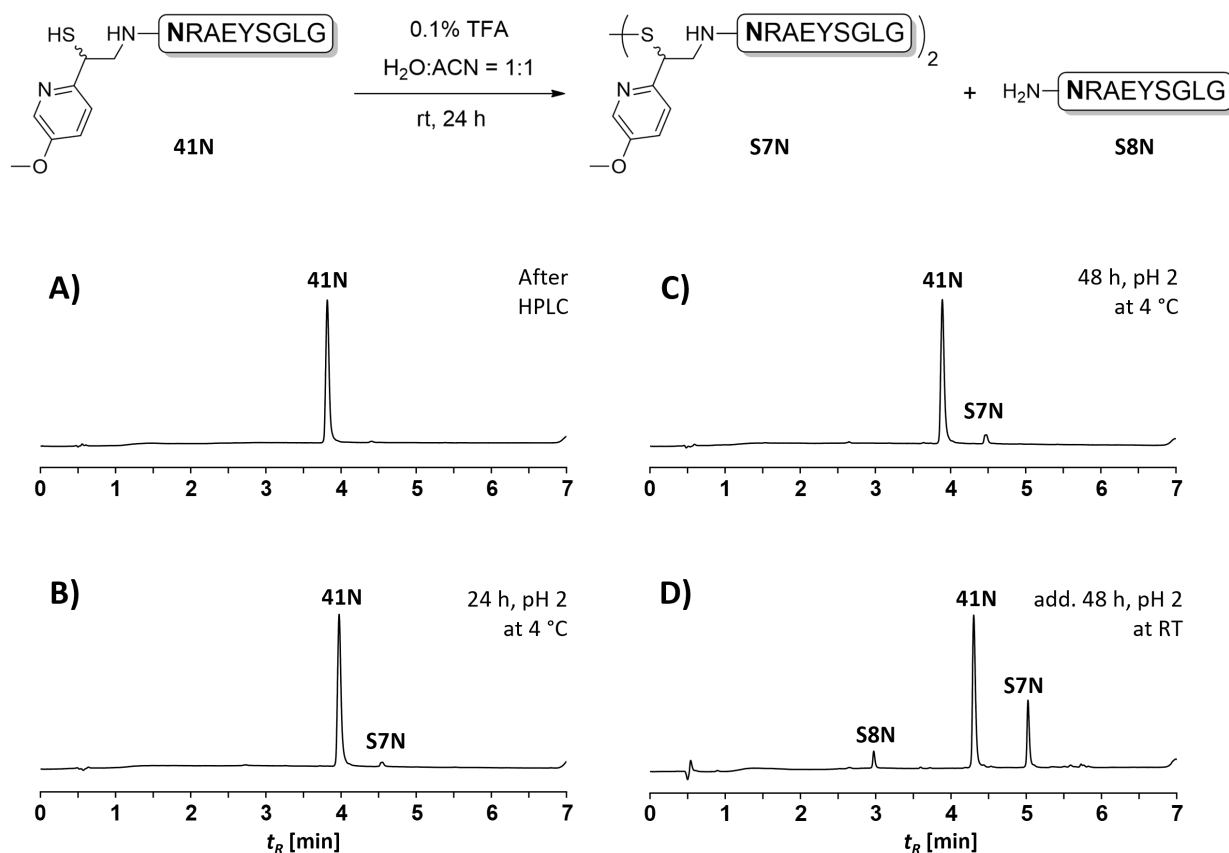 HS HN NRAEYSGLG
N
O
41N
0.1% TFA
H2O:ACN = 1:1
rt, 24 h
( S HN NRAEYSGLG )2
N
O
S7N
+
H2N NRAEYSGLG
S8N
A)
41N
After
HPLC
0 1 2 3 4 5 6 7
C)
41N
48 h, pH 2
at 4 °C
S7N
0 1 2 3 4 5 6 7
B)
41N
24 h, pH 2
at 4 °C
S7N
0 1 2 3 4 5 6 7
tR [min]
D)
41N
add. 48 h, pH 2
at RT
S7N
S8N
0 1 2 3 4 5 6 7
tR [min]